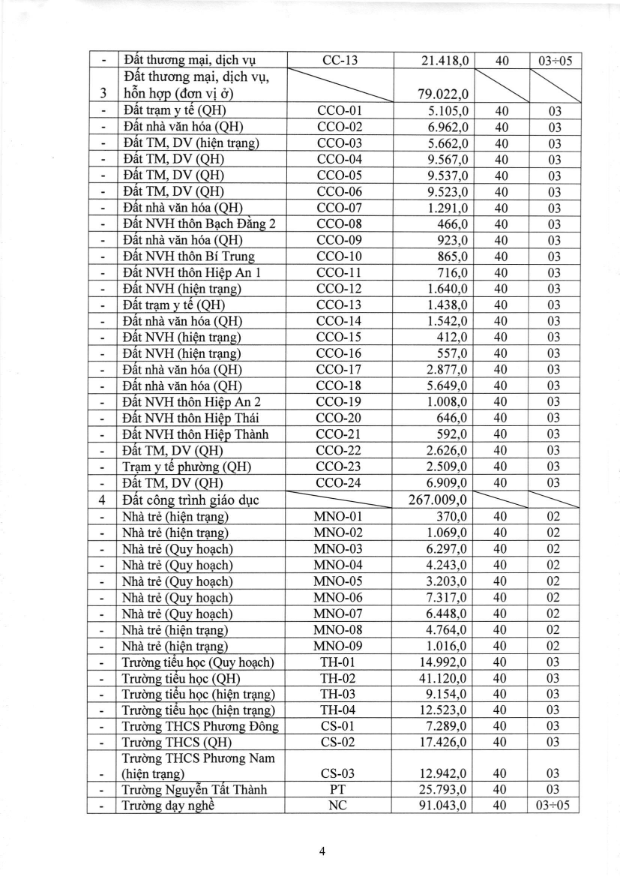 - Đất thương mại, dịch vụ CC-13 21.418,0 40 03÷05
Đất thương mại, dịch vụ,
3 hỗn hợp (đơn vị ở) 79.022,0
- Đất trạm y tế (QH) CCO-01 5.105,0 40 03
- Đất nhà văn hóa (QH) CCO-02 6.962,0 40 03
- Đất TM, DV (hiện trạng) CCO-03 5.662,0 40 03
- Đất TM, DV (QH) CCO-04 9.567,0 40 03
- Đất TM, DV (QH) CCO-05 9.537,0 40 03
- Đất TM, DV (QH) CCO-06 9.523,0 40 03
- Đất nhà văn hóa (QH) CCO-07 1.291,0 40 03
- Đất NVH thôn Bạch Đằng 2 CCO-08 466,0 40 03
- Đất nhà văn hóa (QH) CCO-09 923,0 40 03
- Đất NVH thôn Bí Trung CCO-10 865,0 40 03
- Đất NVH thôn Hiệp An 1 CCO-11 716,0 40 03
- Đất NVH (hiện trạng) CCO-12 1.640,0 40 03
- Đất trạm y tế (QH) CCO-13 1.438,0 40 03
- Đất nhà văn hóa (QH) CCO-14 1.542,0 40 03
- Đất NVH (hiện trạng) CCO-15 412,0 40 03
- Đất NVH (hiện trạng) CCO-16 557,0 40 03
- Đất nhà văn hóa (QH) CCO-17 2.877,0 40 03
- Đất nhà văn hóa (QH) CCO-18 5.649,0 40 03
- Đất NVH thôn Hiệp An 2 CCO-19 1.008,0 40 03
- Đất NVH thôn Hiệp Thái CCO-20 646,0 40 03
- Đất NVH thôn Hiệp Thành CCO-21 592,0 40 03
- Đất TM, DV (QH) CCO-22 2.626,0 40 03
- Trạm y tế phường (QH) CCO-23 2.509,0 40 03
- Đất TM, DV (QH) CCO-24 6.909,0 40 03
4 Đất công trình giáo dục 267.009,0
- Nhà trẻ (hiện trạng) MNO-01 370,0 40 02
- Nhà trẻ (hiện trạng) MNO-02 1.069,0 40 02
- Nhà trẻ (Quy hoạch) MNO-03 6.297,0 40 02
- Nhà trẻ (Quy hoạch) MNO-04 4.243,0 40 02
- Nhà trẻ (Quy hoạch) MNO-05 3.203,0 40 02
- Nhà trẻ (Quy hoạch) MNO-06 7.317,0 40 02
- Nhà trẻ (Quy hoạch) MNO-07 6.448,0 40 02
- Nhà trẻ (hiện trạng) MNO-08 4.764,0 40 02
- Nhà trẻ (hiện trạng) MNO-09 1.016,0 40 02
- Trường tiểu học (Quy hoạch) TH-01 14.992,0 40 03
- Trường tiểu học (QH) TH-02 41.120,0 40 03
- Trường tiểu học (hiện trạng) TH-03 9.154,0 40 03
- Trường tiểu học (hiện trạng) TH-04 12.523,0 40 03
- Trường THCS Phương Đông CS-01 7.289,0 40 03
- Trường THCS (QH) CS-02 17.426,0 40 03
Trường THCS Phương Nam
- (hiện trạng) CS-03 12.942,0 40 03
- Trường Nguyễn Tất Thành PT 25.793,0 40 03
- Trường dạy nghề NC 91.043,0 40 03÷05
4